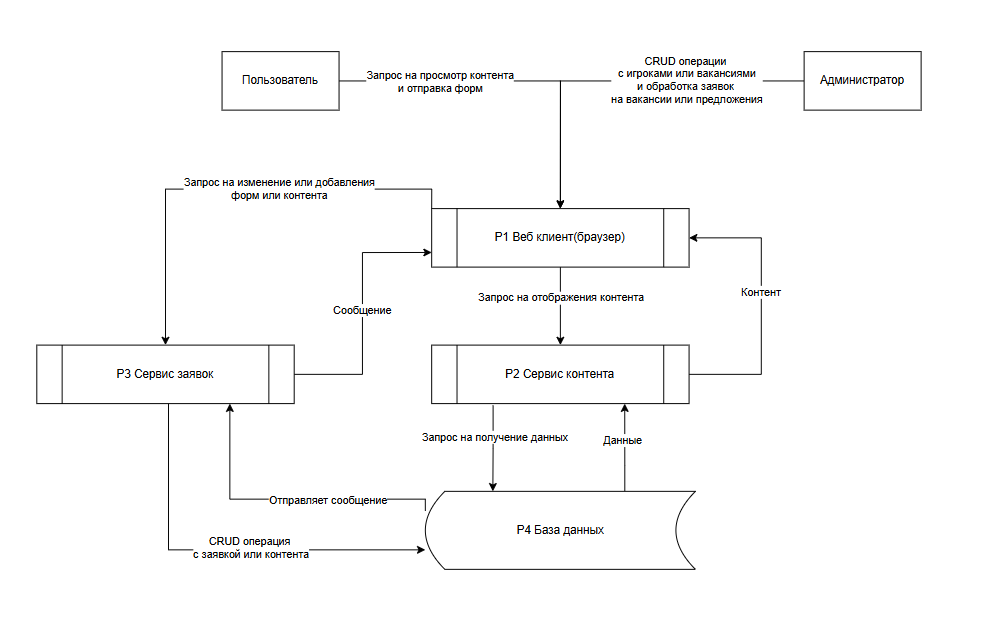 Пользователь
Запрос на просмотр контента
и отправка форм
CRUD операции
с игроками или вакансиями
и обработка заявок
на вакансии или предложения
Администратор
Запрос на изменение или добавления
форм или контента
P1 Веб клиент(браузер)
Запрос на отображения контента
Контент
Сообщение
P3 Сервис заявок
P2 Сервис контента
Запрос на получение данных
Данные
Отправляет сообщение
P4 База данных
CRUD операция
с заявкой или контента